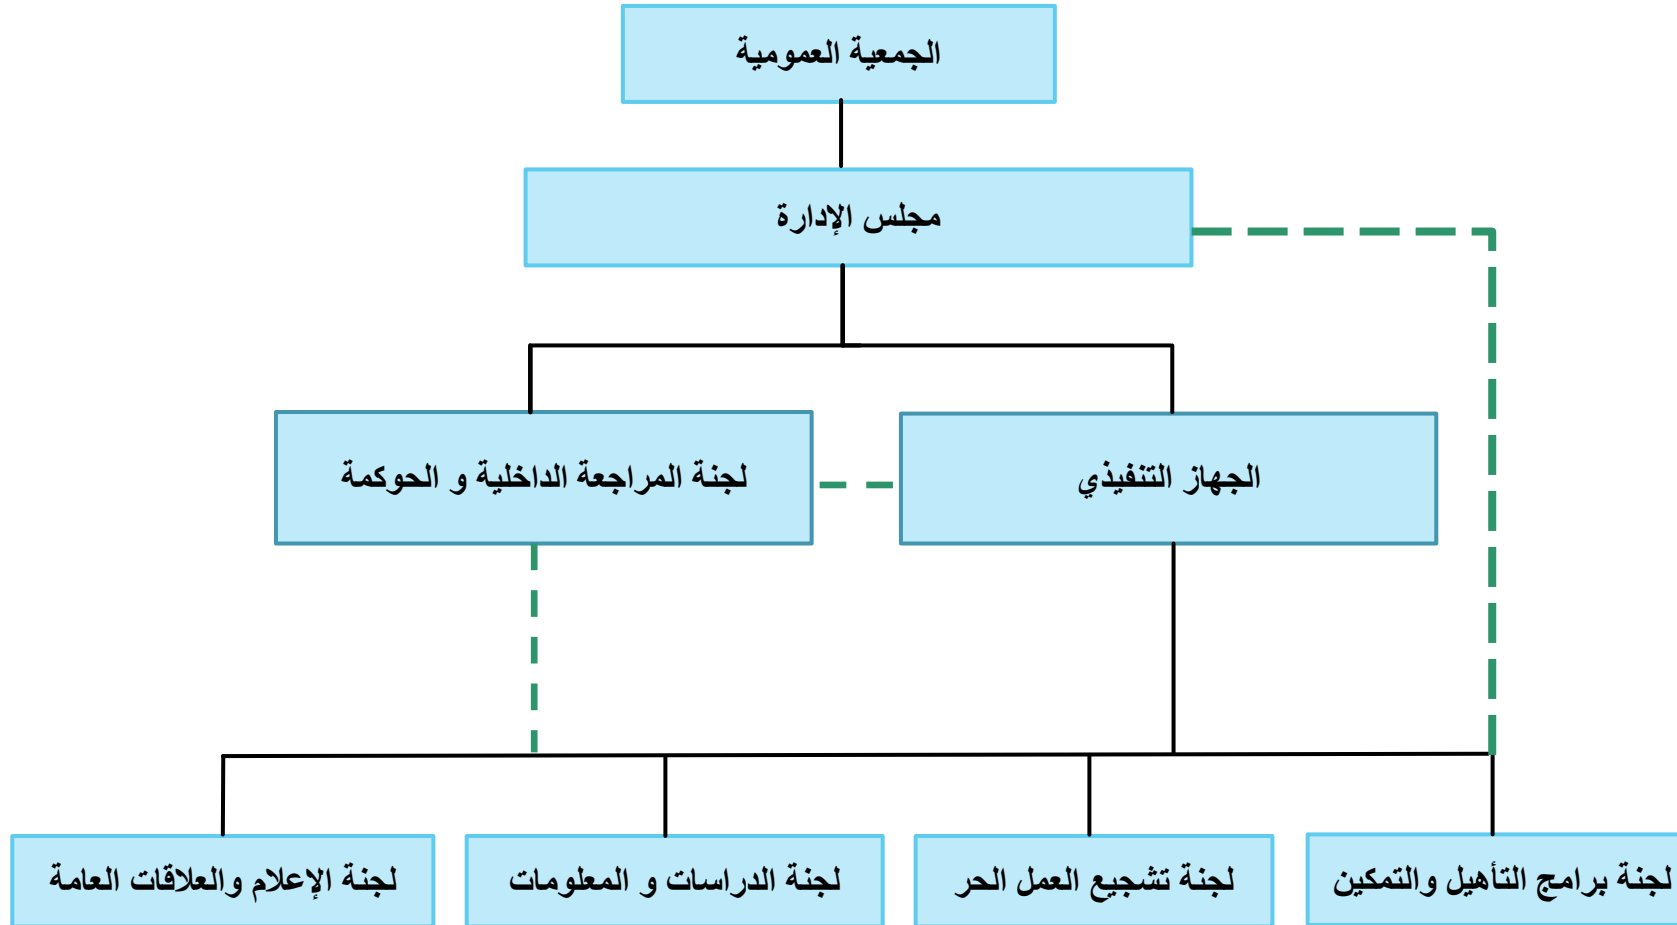 الجمعية العمومية
مجلس الإدارة
الجهاز التنفيذي
لجنة المراجعة الداخلية و الحوكمة
لجنة برامج التأهيل والتمكين
لجنة تشجيع العمل الحر
لجنة الدراسات و المعلومات
لجنة الإعلام والعلاقات العامة